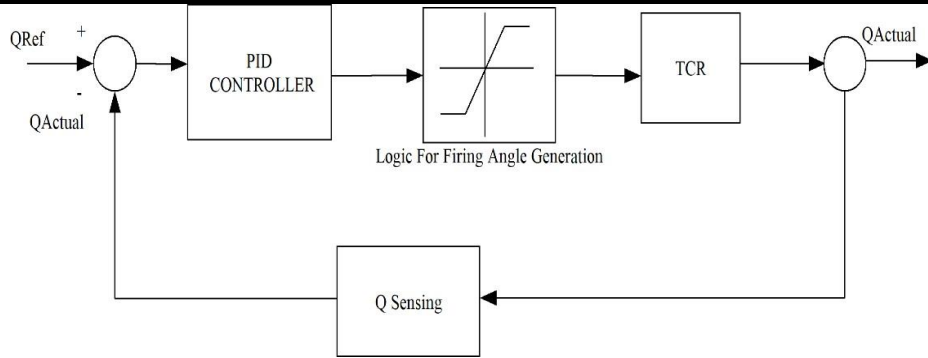 QRef
+
-
QActual
PID
CONTROLLER
Logic For Firing Angle Generation
TCR
QActual
Q Sensing